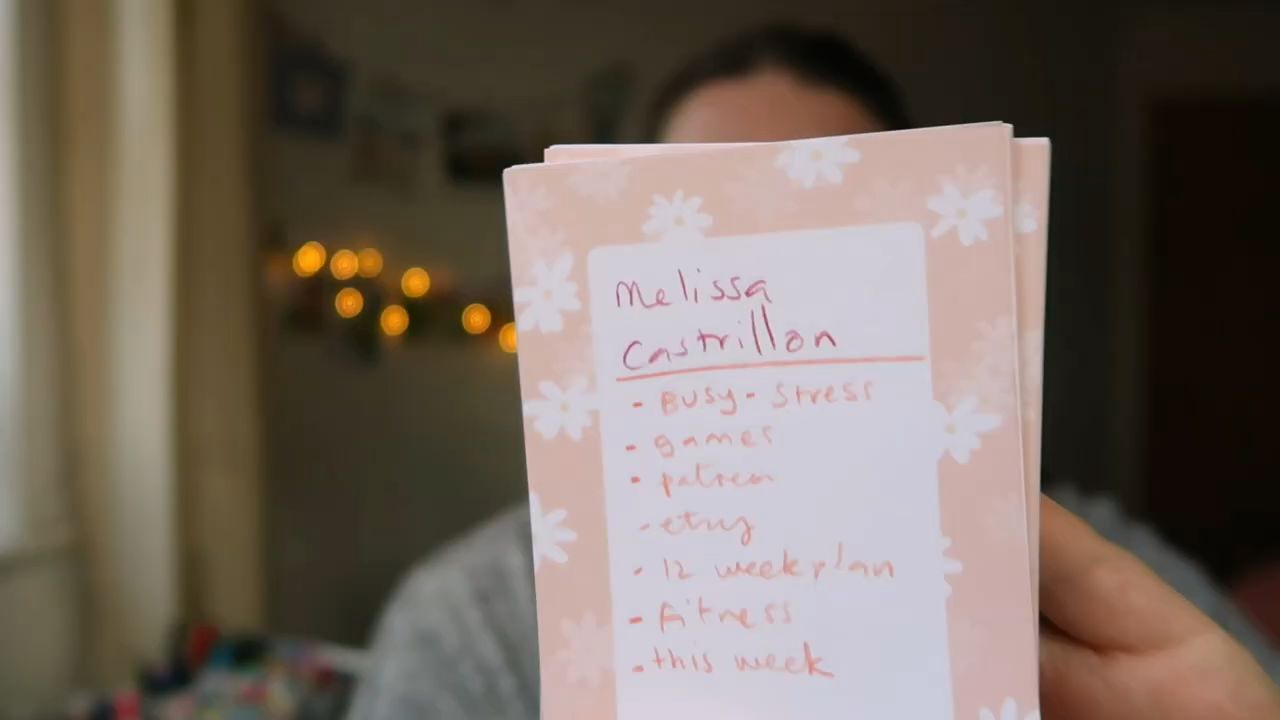 Melissa
Castrillon
- Busy - Stress
- games
- patreon
- etsy
- 12 week plan
- Fitness
- this week